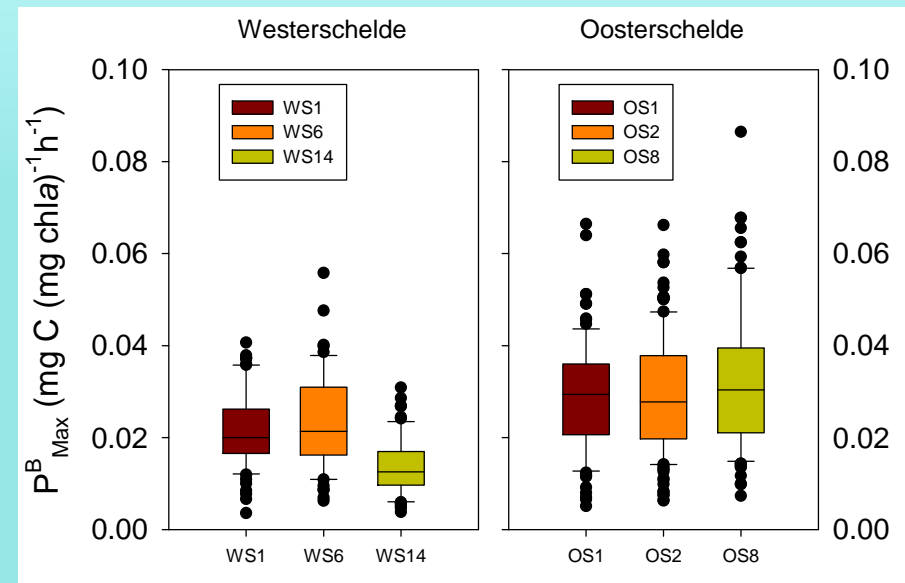 Westerschelde
Oosterschelde
P^B_Max (mg C (mg chla)^-1 h^-1)
0.10
0.08
0.06
0.04
0.02
0.00
WS1
WS6
WS14
WS1
WS6
WS14
OS1
OS2
OS8
OS1
OS2
OS8
0.10
0.08
0.06
0.04
0.02
0.00